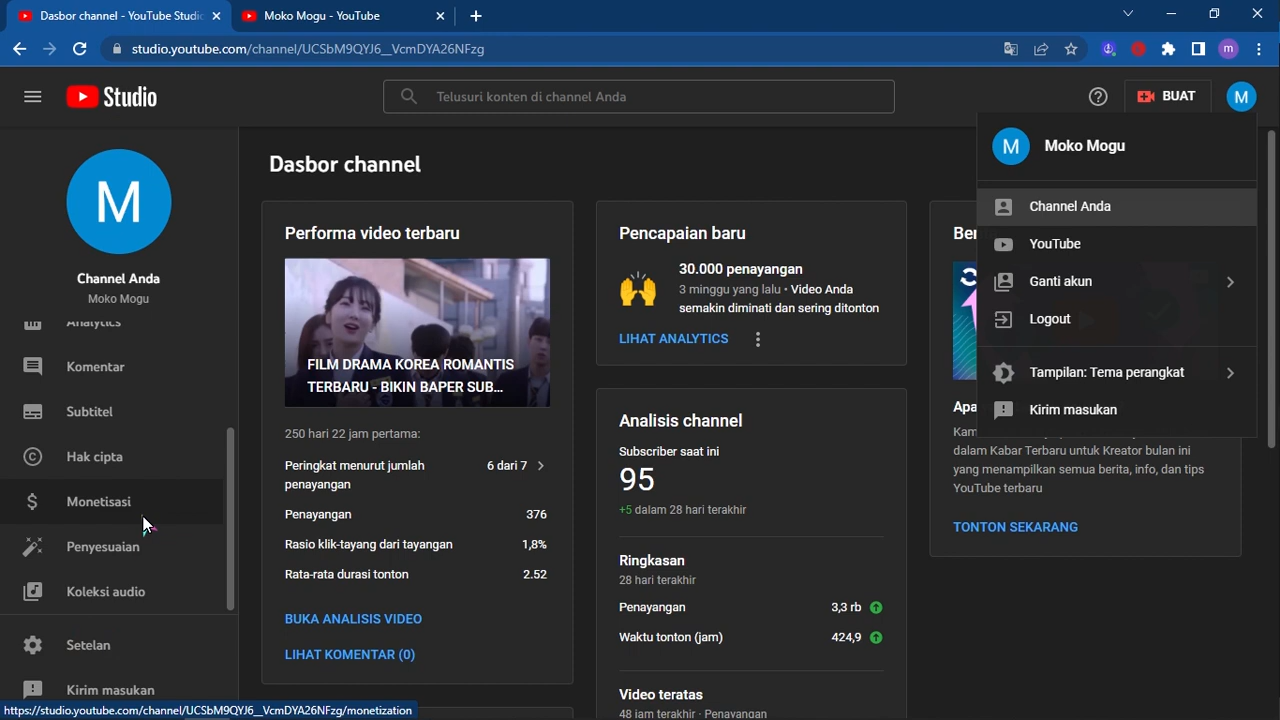 Dasbor channel - YouTube Studio
Moko Mogu - YouTube
studio.youtube.com/channel/UCSbM9QYJ6__VcmDYA26NFzg
m
Studio
Telusuri konten di channel Anda
BUAT
M
M
Channel Anda
Moko Mogu
Analytics
Komentar
Subtitel
Hak cipta
Monetisasi
Penyesuaian
Koleksi audio
Setelan
Kirim masukan
https://studio.youtube.com/channel/UCSbM9QYJ6__VcmDYA26NFzg/monetization
Dasbor channel
Performa video terbaru
FILM DRAMA KOREA ROMANTIS
TERBARU - BIKIN BAPER SUB...
250 hari 22 jam pertama:
Peringkat menurut jumlah
penayangan
6 dari 7
Penayangan 376
Rasio klik-tayang dari tayangan 1,8%
Rata-rata durasi tonton 2.52
BUKA ANALISIS VIDEO
LIHAT KOMENTAR (0)
Pencapaian baru
30.000 penayangan
3 minggu yang lalu • Video Anda
semakin diminati dan sering ditonton
LIHAT ANALYTICS
Analisis channel
Subscriber saat ini
95
+5 dalam 28 hari terakhir
Ringkasan
28 hari terakhir
Penayangan 3,3 rb
Waktu tonton (jam) 424,9
Video teratas
48 jam terakhir · Penayangan
M
Moko Mogu
Channel Anda
YouTube
Ganti akun
Logout
Tampilan: Tema perangkat
Kirim masukan
dalam Kabar Terbaru untuk Kreator bulan ini
yang menampilkan semua berita, info, dan tips
YouTube terbaru
TONTON SEKARANG